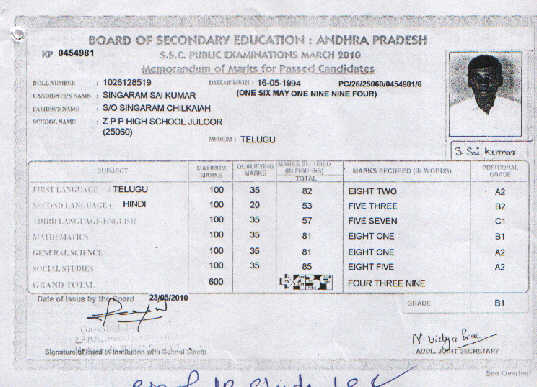 BOARD OF SECONDARY EDUCATION : ANDHRA PRADESH
KP 0454981 S.S.C. PUBLIC EXAMINATIONS MARCH 2010
Memorandum of Marks for Passed Candidates
ROLL NUMBER : 1025128519 DATE OF BIRTH : 16-05-1994 PC/26/25060/0454981/6
CANDIDATE'S NAME : SINGARAM SAI KUMAR (ONE SIX MAY ONE NINE NINE FOUR)
FATHER'S NAME : S/O SINGARAM CHILKAIAH
SCHOOL NAME : Z P P HIGH SCHOOL JULOOR
(25060)
MEDIUM : TELUGU
S. Sai kumar
SUBJECT MAXIMUM MARKS QUALIFYING MARKS MARKS SECURED (IN FIGURES) TOTAL MARKS SECURED (IN WORDS) GRADE
FIRST LANGUAGE : TELUGU 100 35 82 EIGHT TWO A2
SECOND LANGUAGE : HINDI 100 20 53 FIVE THREE B2
THIRD LANGUAGE-ENGLISH 100 35 57 FIVE SEVEN C1
MATHEMATICS 100 35 81 EIGHT ONE B1
GENERAL SCIENCE 100 35 81 EIGHT ONE A2
SOCIAL STUDIES 100 35 85 EIGHT FIVE A2
GRAND TOTAL 600 FOUR THREE NINE
Date of Issue by the Board 23/05/2010 GRADE B1
Signature of Head of Institution with School Stamp ADDL. JOINT SECRETARY